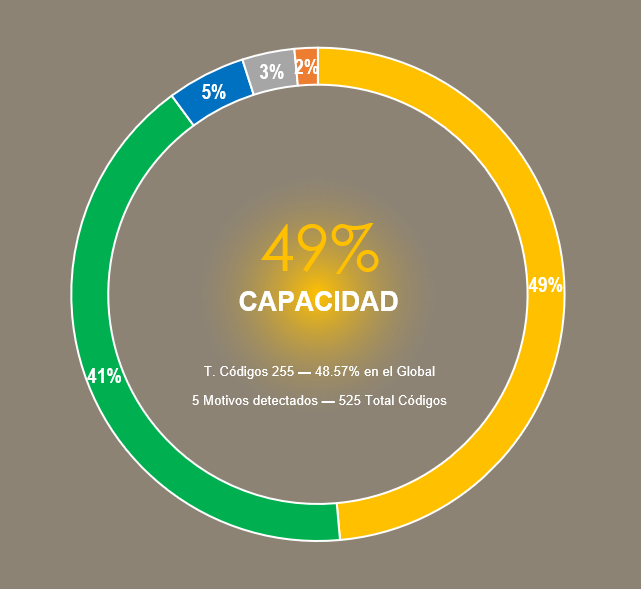 2%
3%
5%
49%
CAPACIDAD
49%
T. Códigos 255 — 48.57% en el Global
41%
5 Motivos detectados — 525 Total Códigos